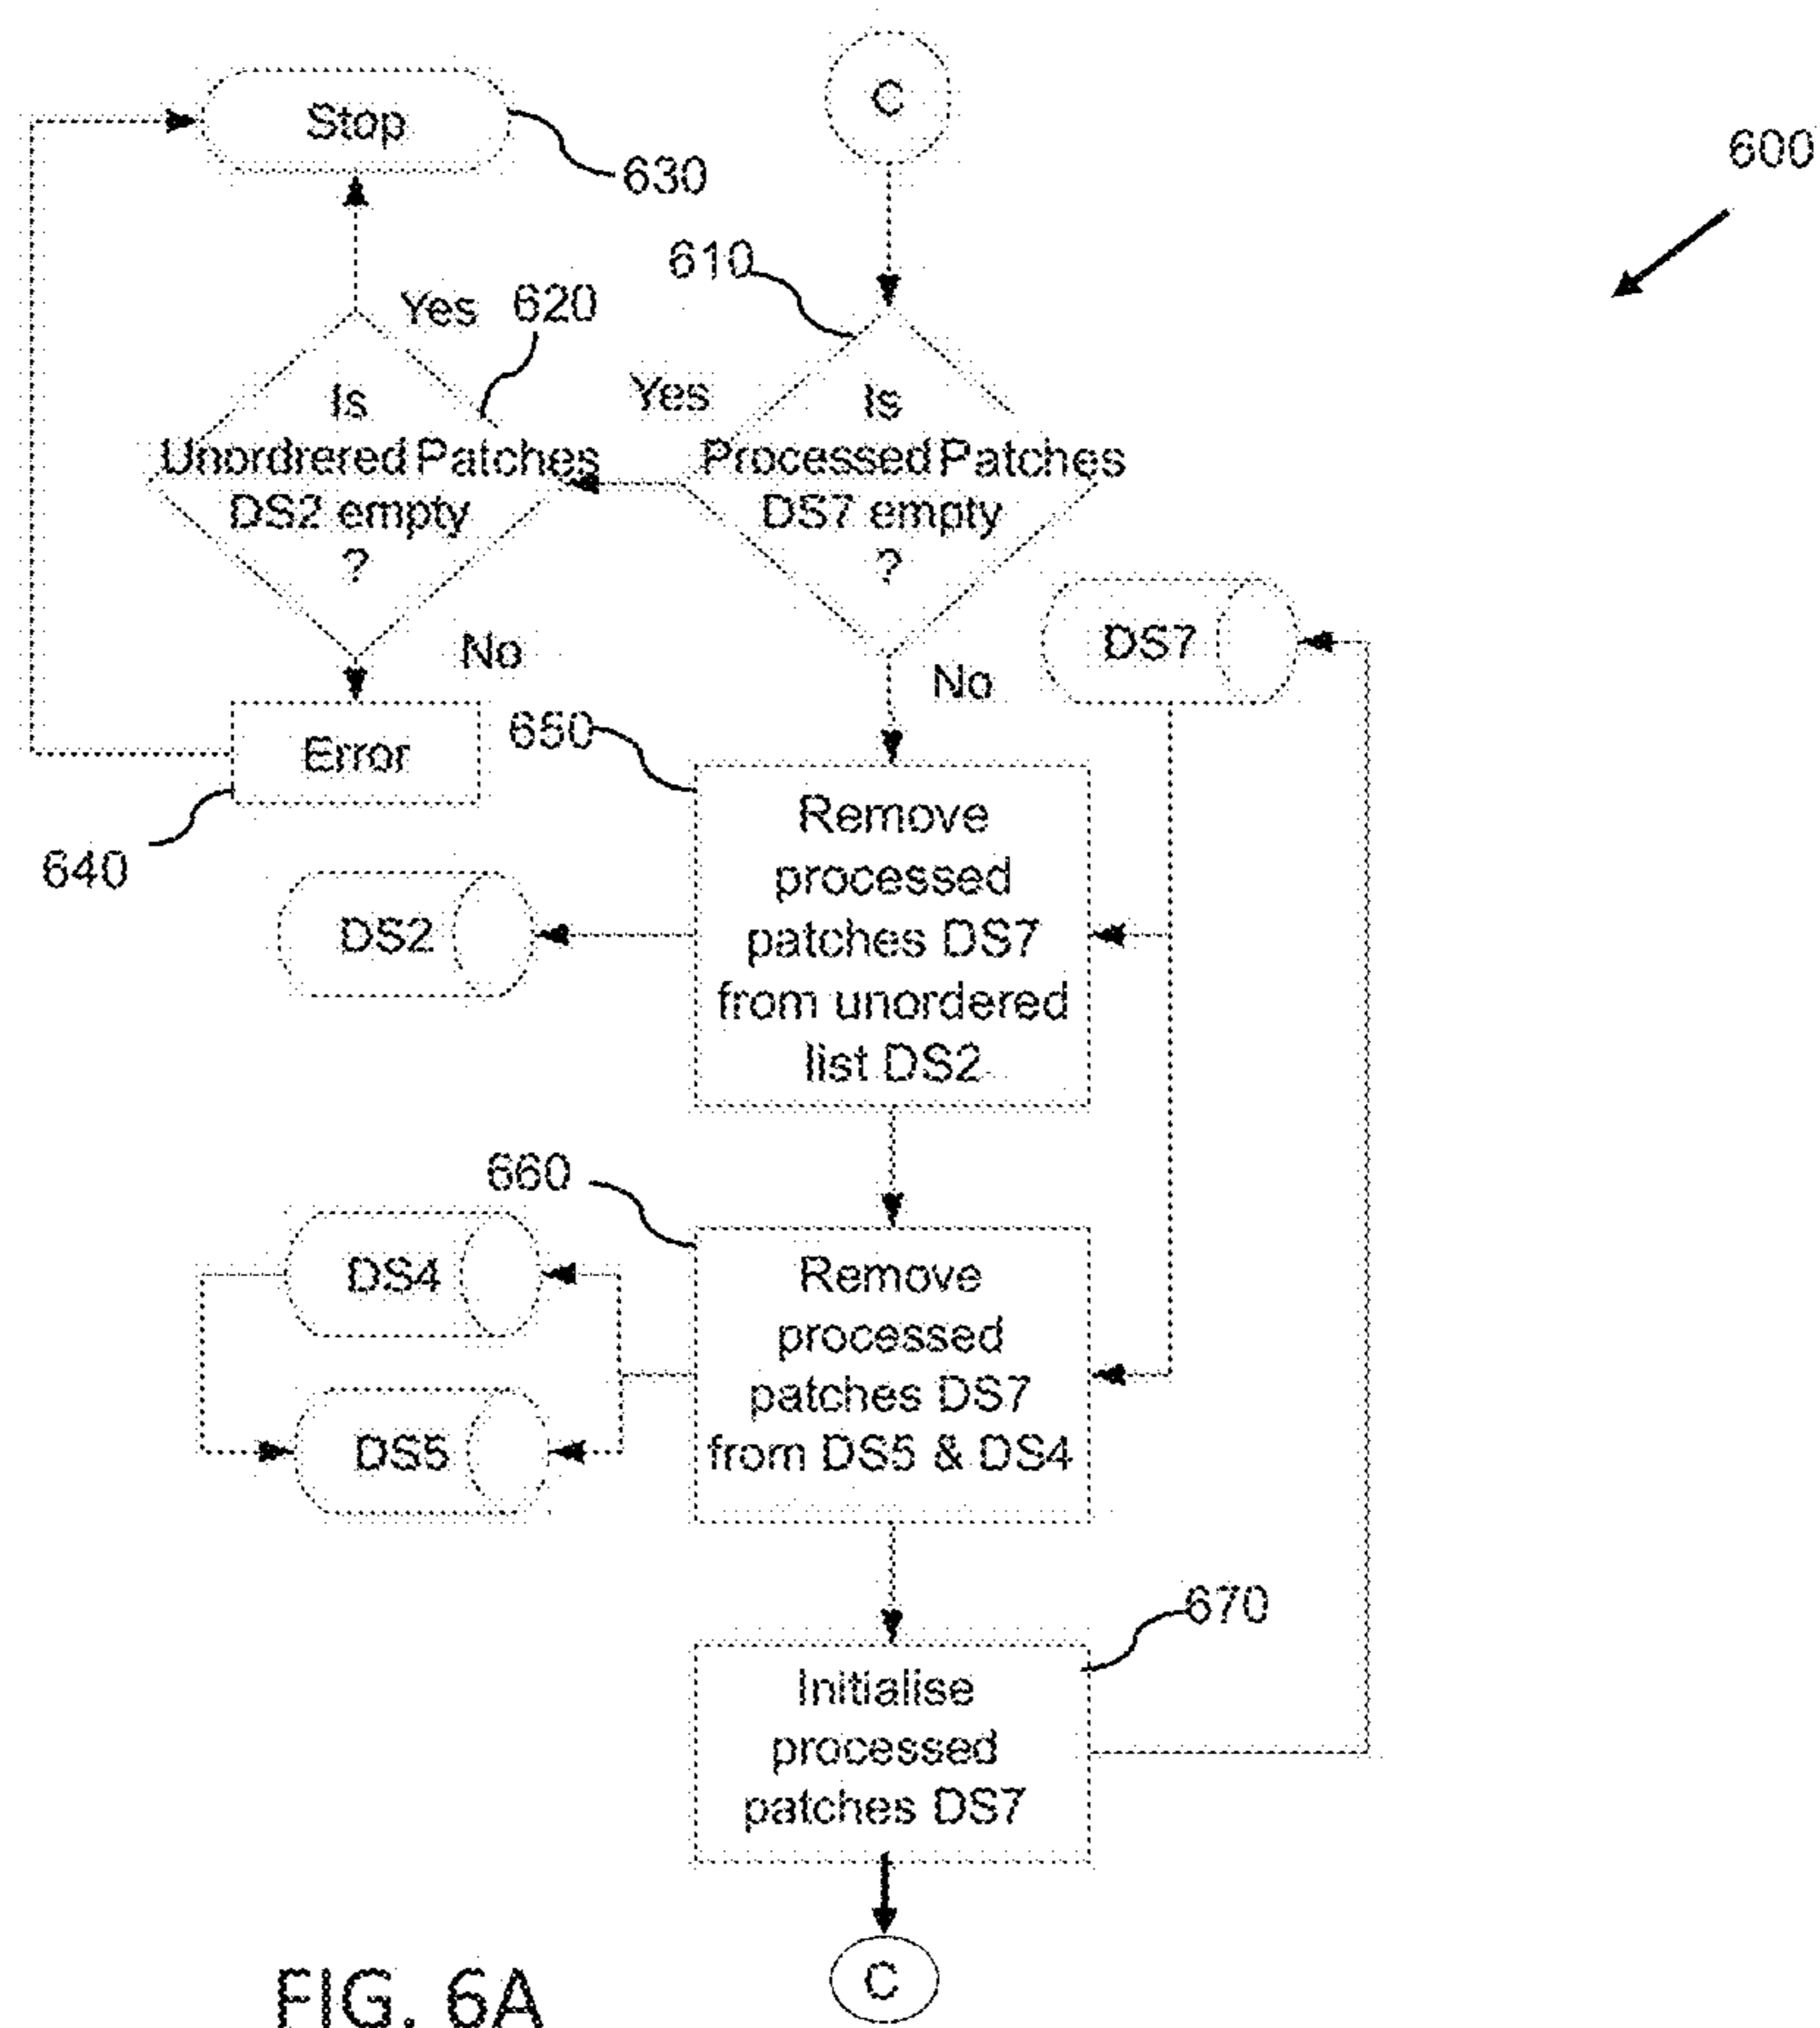 C
Stop
630
600
610
Yes
620
Is
Unordrered Patches
DS2 empty
?
Yes
Is
Processed Patches
DS7 empty
?
DS7
No
No
Error
640
650
Remove
processed
patches DS7
from unordered
list DS2
DS2
660
Remove
processed
patches DS7
from DS5 & DS4
DS4
DS5
670
Initialise
processed
patches DS7
C
FIG. 6A